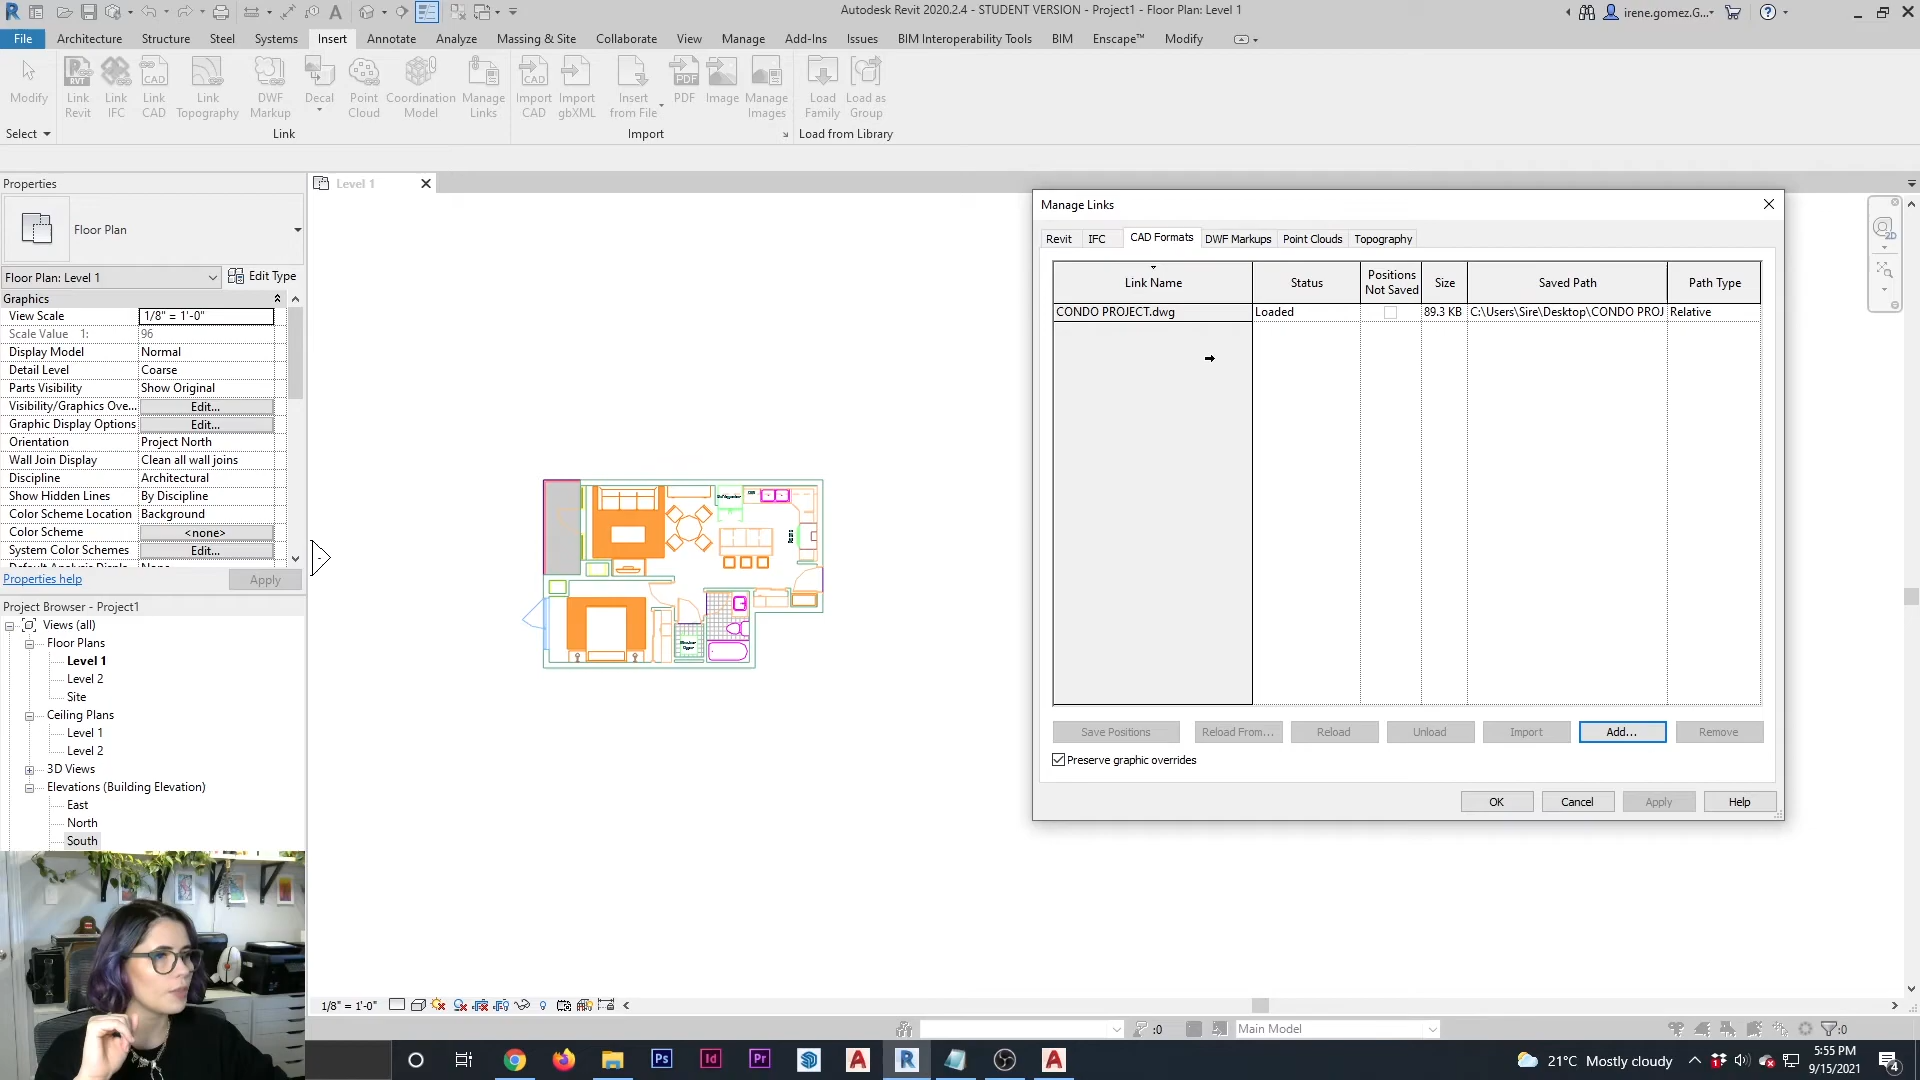 Autodesk Revit 2020.2.4 - STUDENT VERSION - Project1 - Floor Plan: Level 1
irene.gomez.G...
File Architecture Structure Steel Systems Insert Annotate Analyze Massing & Site Collaborate View Manage Add-Ins Issues BIM Interoperability Tools BIM Enscape™ Modify
Modify
Link Revit
Link IFC
Link CAD
Link Topography
DWF Markup
Decal
Point Cloud
Coordination Model
Manage Links
Import CAD
Import gbXML
Insert from File
PDF
Image
Manage Images
Load Family
Load as Group
Select Link Import Load from Library
Properties
Level 1
Floor Plan
Floor Plan: Level 1 Edit Type
Graphics
View Scale 1/8" = 1'-0"
Scale Value 1: 96
Display Model Normal
Detail Level Coarse
Parts Visibility Show Original
Visibility/Graphics Ove... Edit...
Graphic Display Options Edit...
Orientation Project North
Wall Join Display Clean all wall joins
Discipline Architectural
Show Hidden Lines By Discipline
Color Scheme Location Background
Color Scheme <none>
System Color Schemes Edit...
Properties help Apply
Project Browser - Project1
Views (all)
Floor Plans
Level 1
Level 2
Site
Ceiling Plans
Level 1
Level 2
3D Views
Elevations (Building Elevation)
East
North
South
Manage Links
Revit IFC CAD Formats DWF Markups Point Clouds Topography
Link Name Status Positions Not Saved Size Saved Path Path Type
CONDO PROJECT.dwg Loaded 89.3 KB C:\Users\Sire\Desktop\CONDO PROJ Relative
Save Positions Reload From... Reload Unload Import Add... Remove
Preserve graphic overrides
OK Cancel Apply Help
1/8" = 1'-0"
:0 Main Model :0
Ps Id Pr A R A
21°C Mostly cloudy
5:55 PM
9/15/2021
4